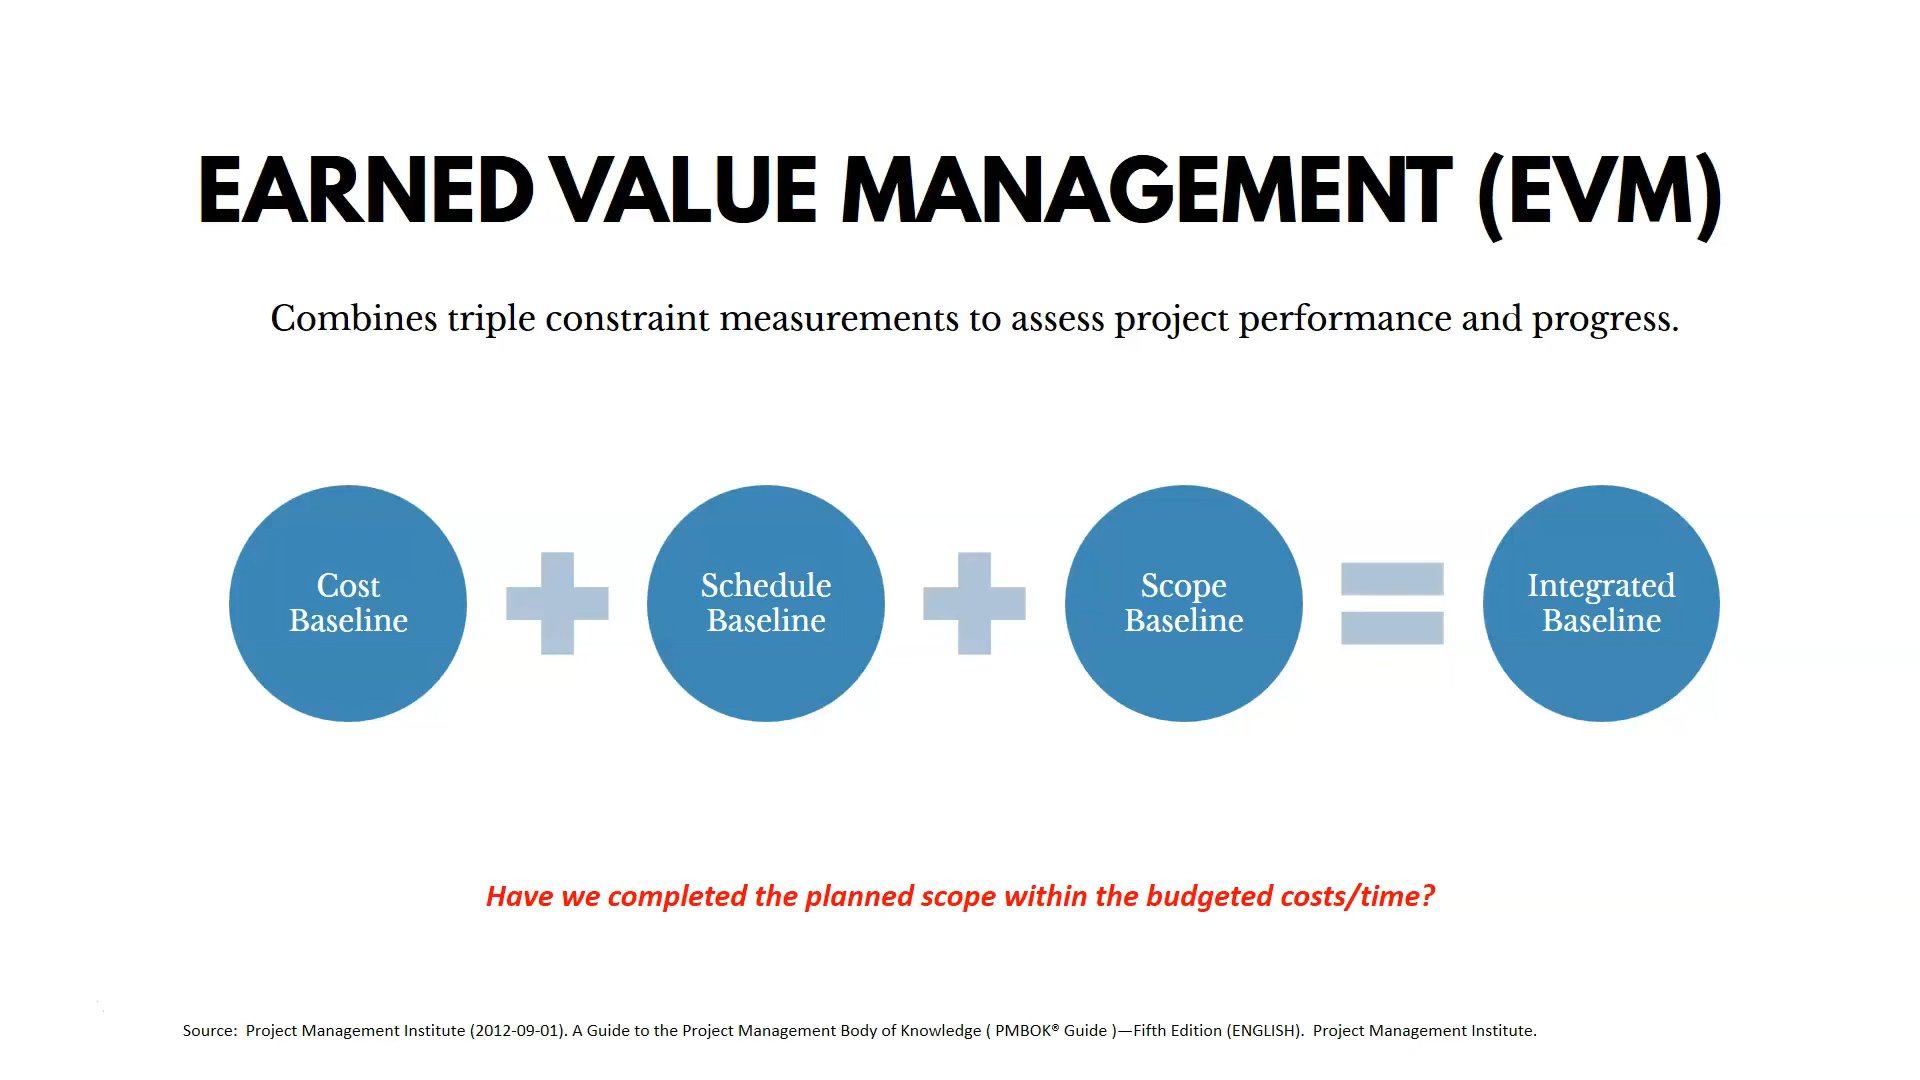 EARNED VALUE MANAGEMENT (EVM)
Combines triple constraint measurements to assess project performance and progress.
Cost
Baseline
Schedule
Baseline
Scope
Baseline
Integrated
Baseline
Have we completed the planned scope within the budgeted costs/time?
Source:  Project Management Institute (2012-09-01). A Guide to the Project Management Body of Knowledge ( PMBOK® Guide )—Fifth Edition (ENGLISH).  Project Management Institute.